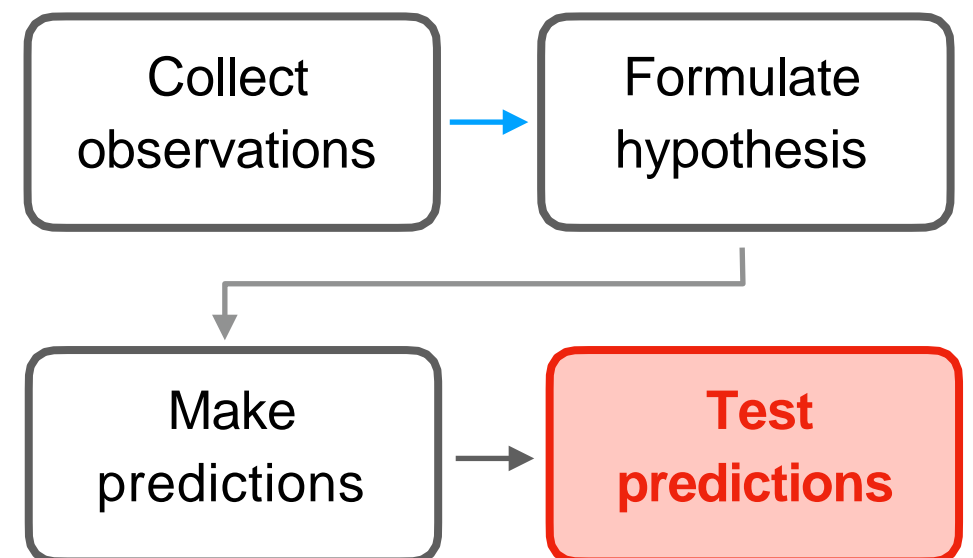 Collect
observations
Formulate
hypothesis
Make
predictions
Test
predictions